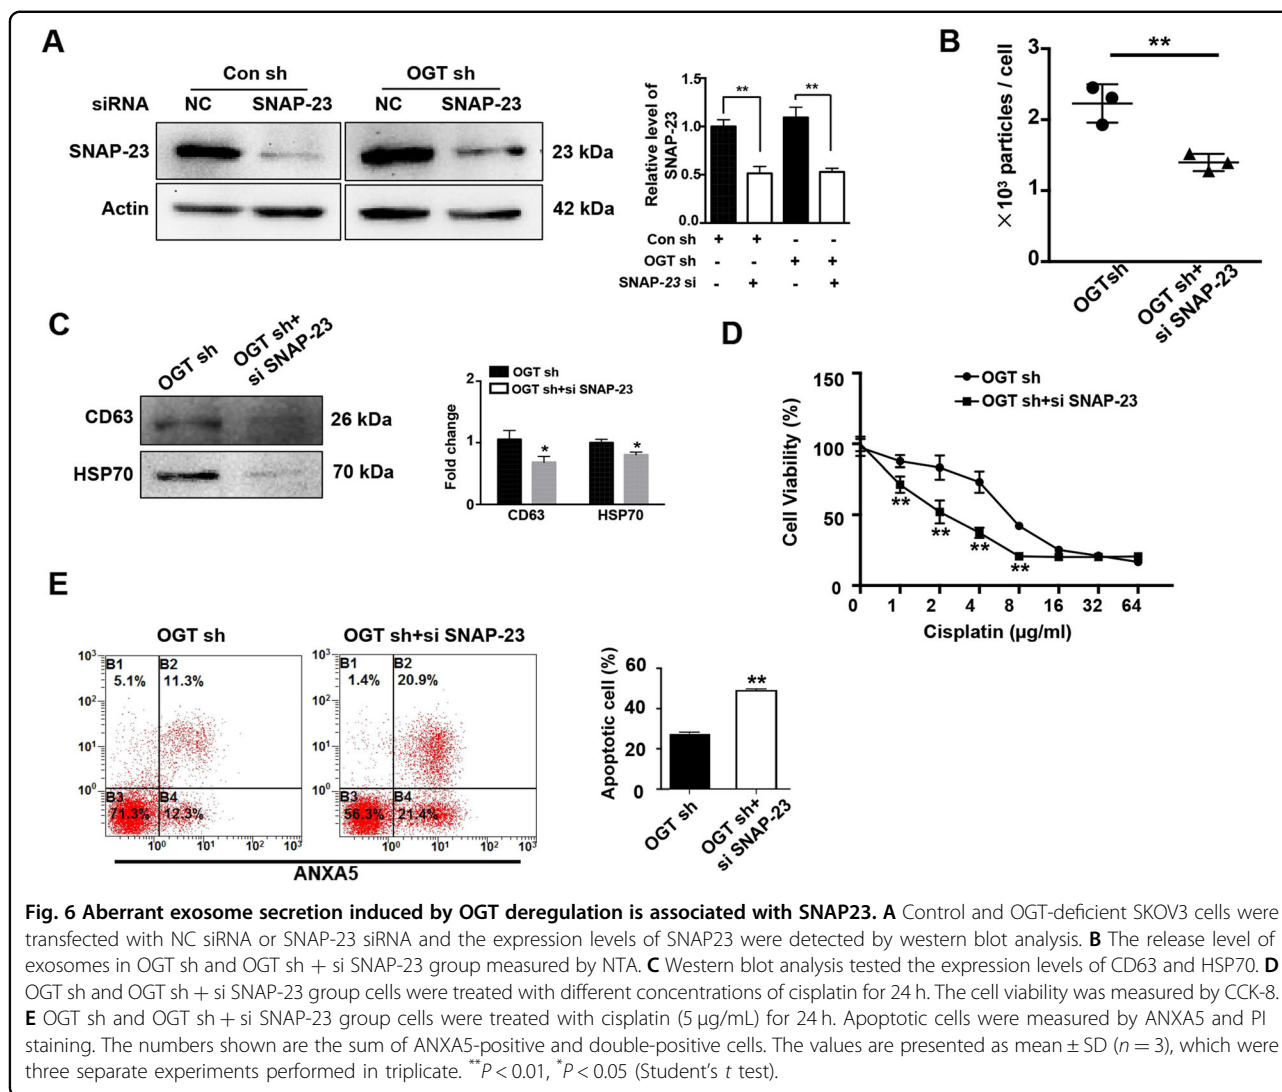 A
Con sh OGT sh
siRNA NC SNAP-23 NC SNAP-23
SNAP-23 23 kDa
Actin 42 kDa
Relative level of
SNAP-23
1.5
1.0
0.5
0.0
** **
Con sh + + - -
OGT sh - - + +
SNAP-23 si - + - +
B
×10³ particles / cell
3
2
1
0
**
OGTsh
OGT sh+
si SNAP-23
C
OGT sh
OGT sh+
si SNAP-23
CD63 26 kDa
HSP70 70 kDa
Fold change
2
1
0
OGT sh
OGT sh+si SNAP-23
* *
CD63 HSP70
D
Cell Viability (%)
150
100
50
0
OGT sh
OGT sh+si SNAP-23
** ** ** **
0 1 2 4 8 16 32 64
Cisplatin (µg/ml)
E
OGT sh OGT sh+si SNAP-23
10³ 10³
B1 B2 B1 B2
5.1% 11.3% 1.4% 20.9%
10² 10²
10¹ 10¹
10⁰ 10⁰
B3 B4 B3 B4
71.3% 12.3% 56.3% 21.4%
10⁰ 10¹ 10² 10³ 10⁰ 10¹ 10² 10³
ANXA5
Apoptotic cell (%)
60
40
20
0
**
OGT sh
OGT sh+
si SNAP-23
Fig. 6 Aberrant exosome secretion induced by OGT deregulation is associated with SNAP23. A Control and OGT-deficient SKOV3 cells were
transfected with NC siRNA or SNAP-23 siRNA and the expression levels of SNAP23 were detected by western blot analysis. B The release level of
exosomes in OGT sh and OGT sh + si SNAP-23 group measured by NTA. C Western blot analysis tested the expression levels of CD63 and HSP70. D
OGT sh and OGT sh + si SNAP-23 group cells were treated with different concentrations of cisplatin for 24 h. The cell viability was measured by CCK-8.
E OGT sh and OGT sh + si SNAP-23 group cells were treated with cisplatin (5 µg/mL) for 24 h. Apoptotic cells were measured by ANXA5 and PI
staining. The numbers shown are the sum of ANXA5-positive and double-positive cells. The values are presented as mean ± SD (n = 3), which were
three separate experiments performed in triplicate. **P < 0.01, *P < 0.05 (Student's t test).